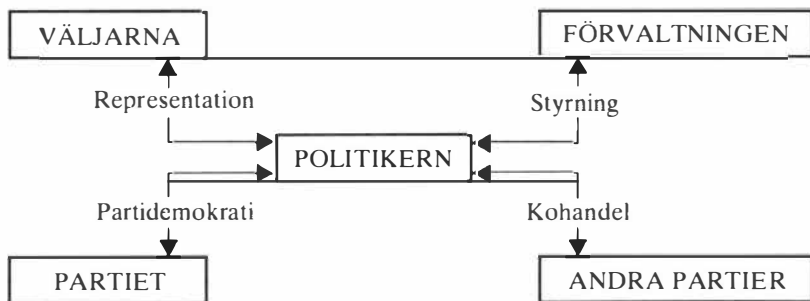 VÄLJARNA
FÖRVALTNINGEN
Representation
Styrning
POLITIKERN
Partidemokrati
Kohandel
PARTIET
ANDRA PARTIER